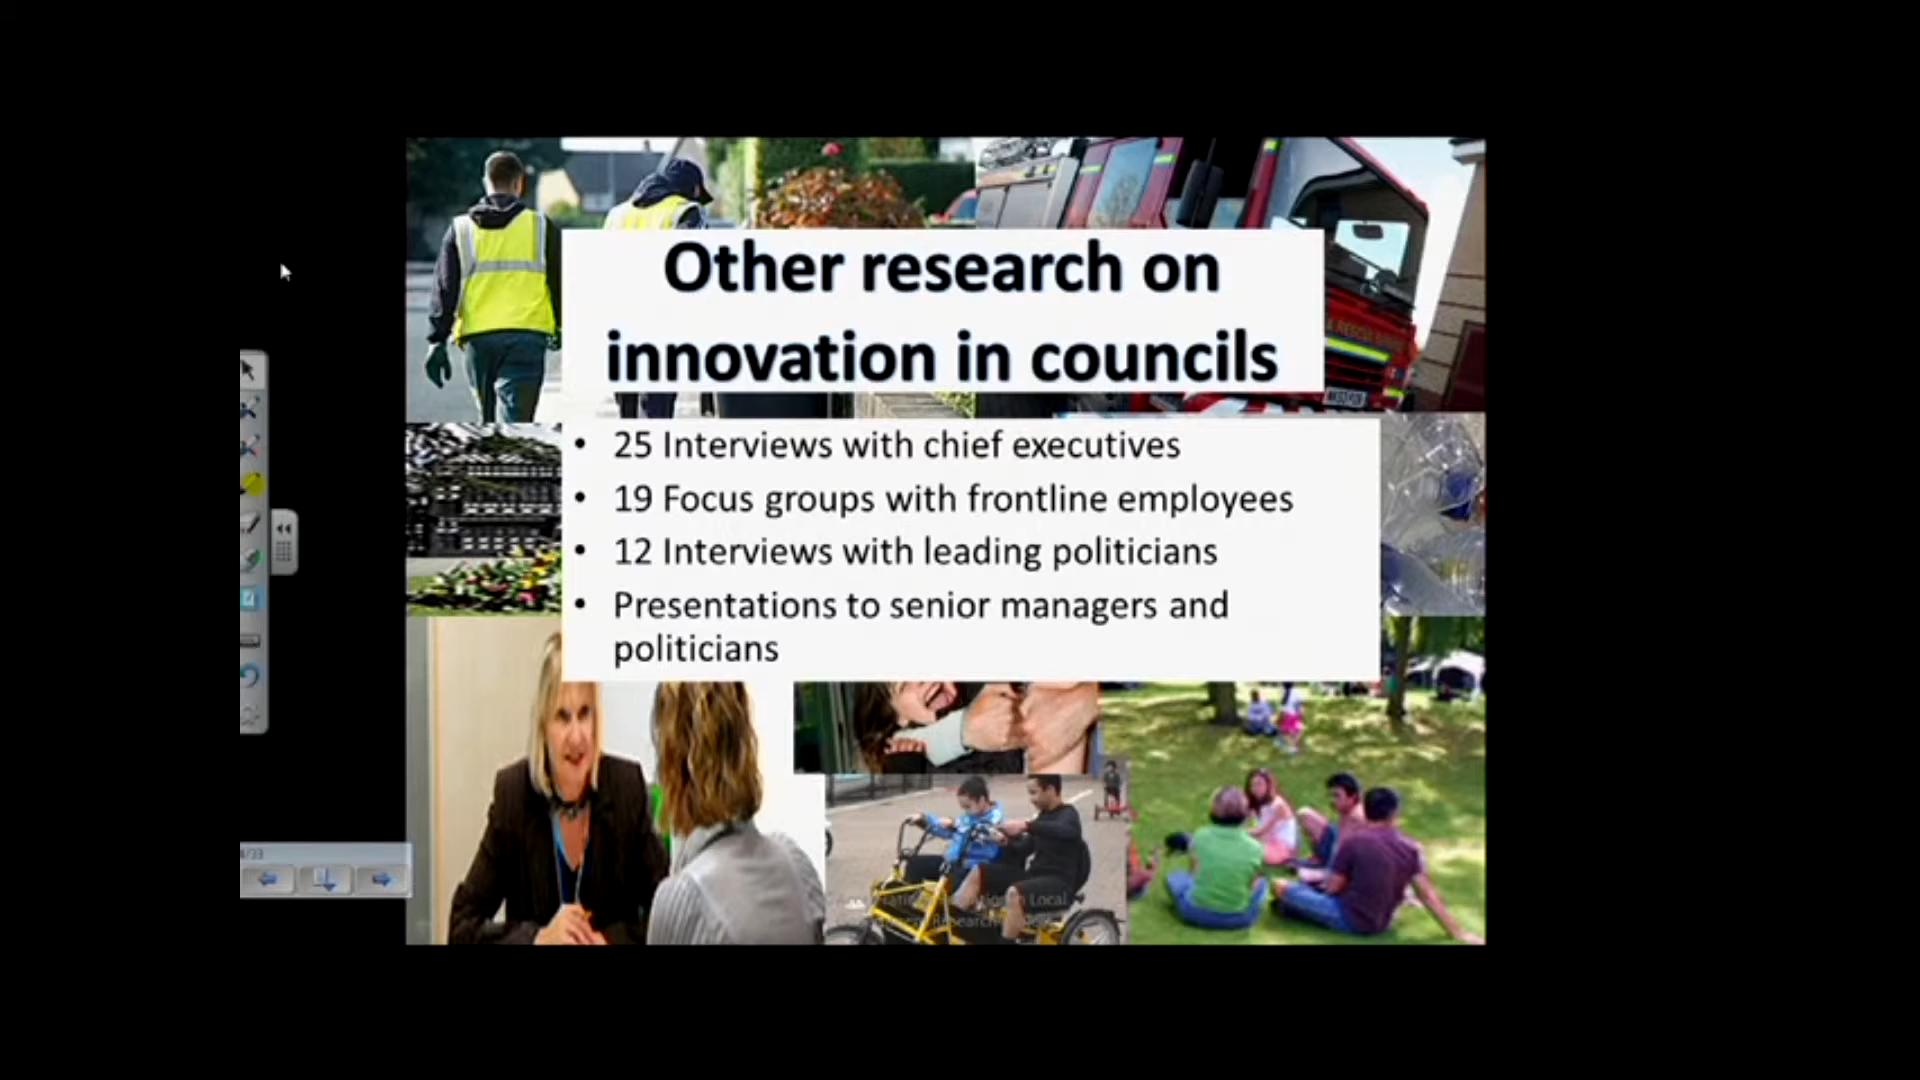 Other research on
innovation in councils
• 25 Interviews with chief executives
• 19 Focus groups with frontline employees
• 12 Interviews with leading politicians
• Presentations to senior managers and
politicians
/33